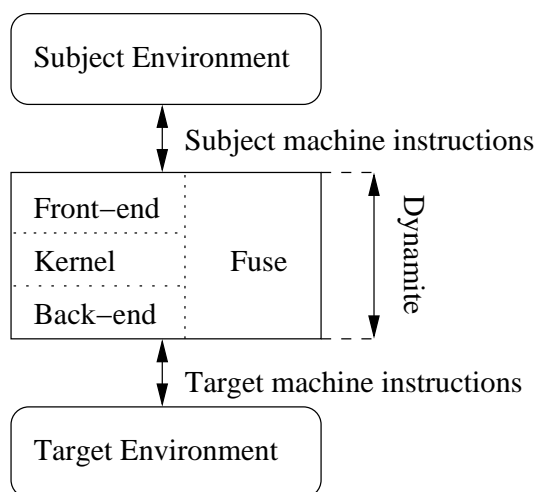 Subject Environment
Subject machine instructions
Front−end
Kernel
Back−end
Fuse
Dynamite
Target machine instructions
Target Environment